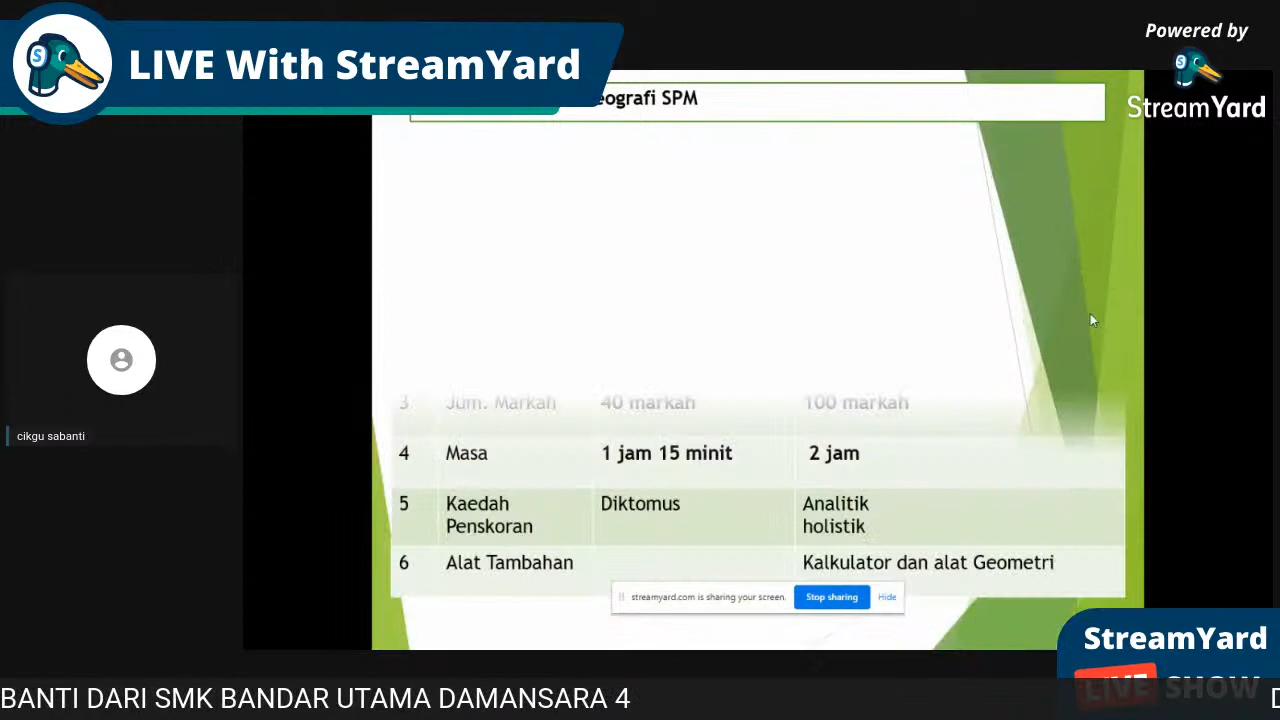 LIVE With StreamYard
Powered by
StreamYard
eografi SPM
3 Jum. Markah 40 markah 100 markah
4 Masa 1 jam 15 minit 2 jam
5 Kaedah Penskoran Diktomus Analitik holistik
6 Alat Tambahan Kalkulator dan alat Geometri
streamyard.com is sharing your screen. Stop sharing Hide
cikgu sabanti
StreamYard
LIVE SHOW
BANTI DARI SMK BANDAR UTAMA DAMANSARA 4